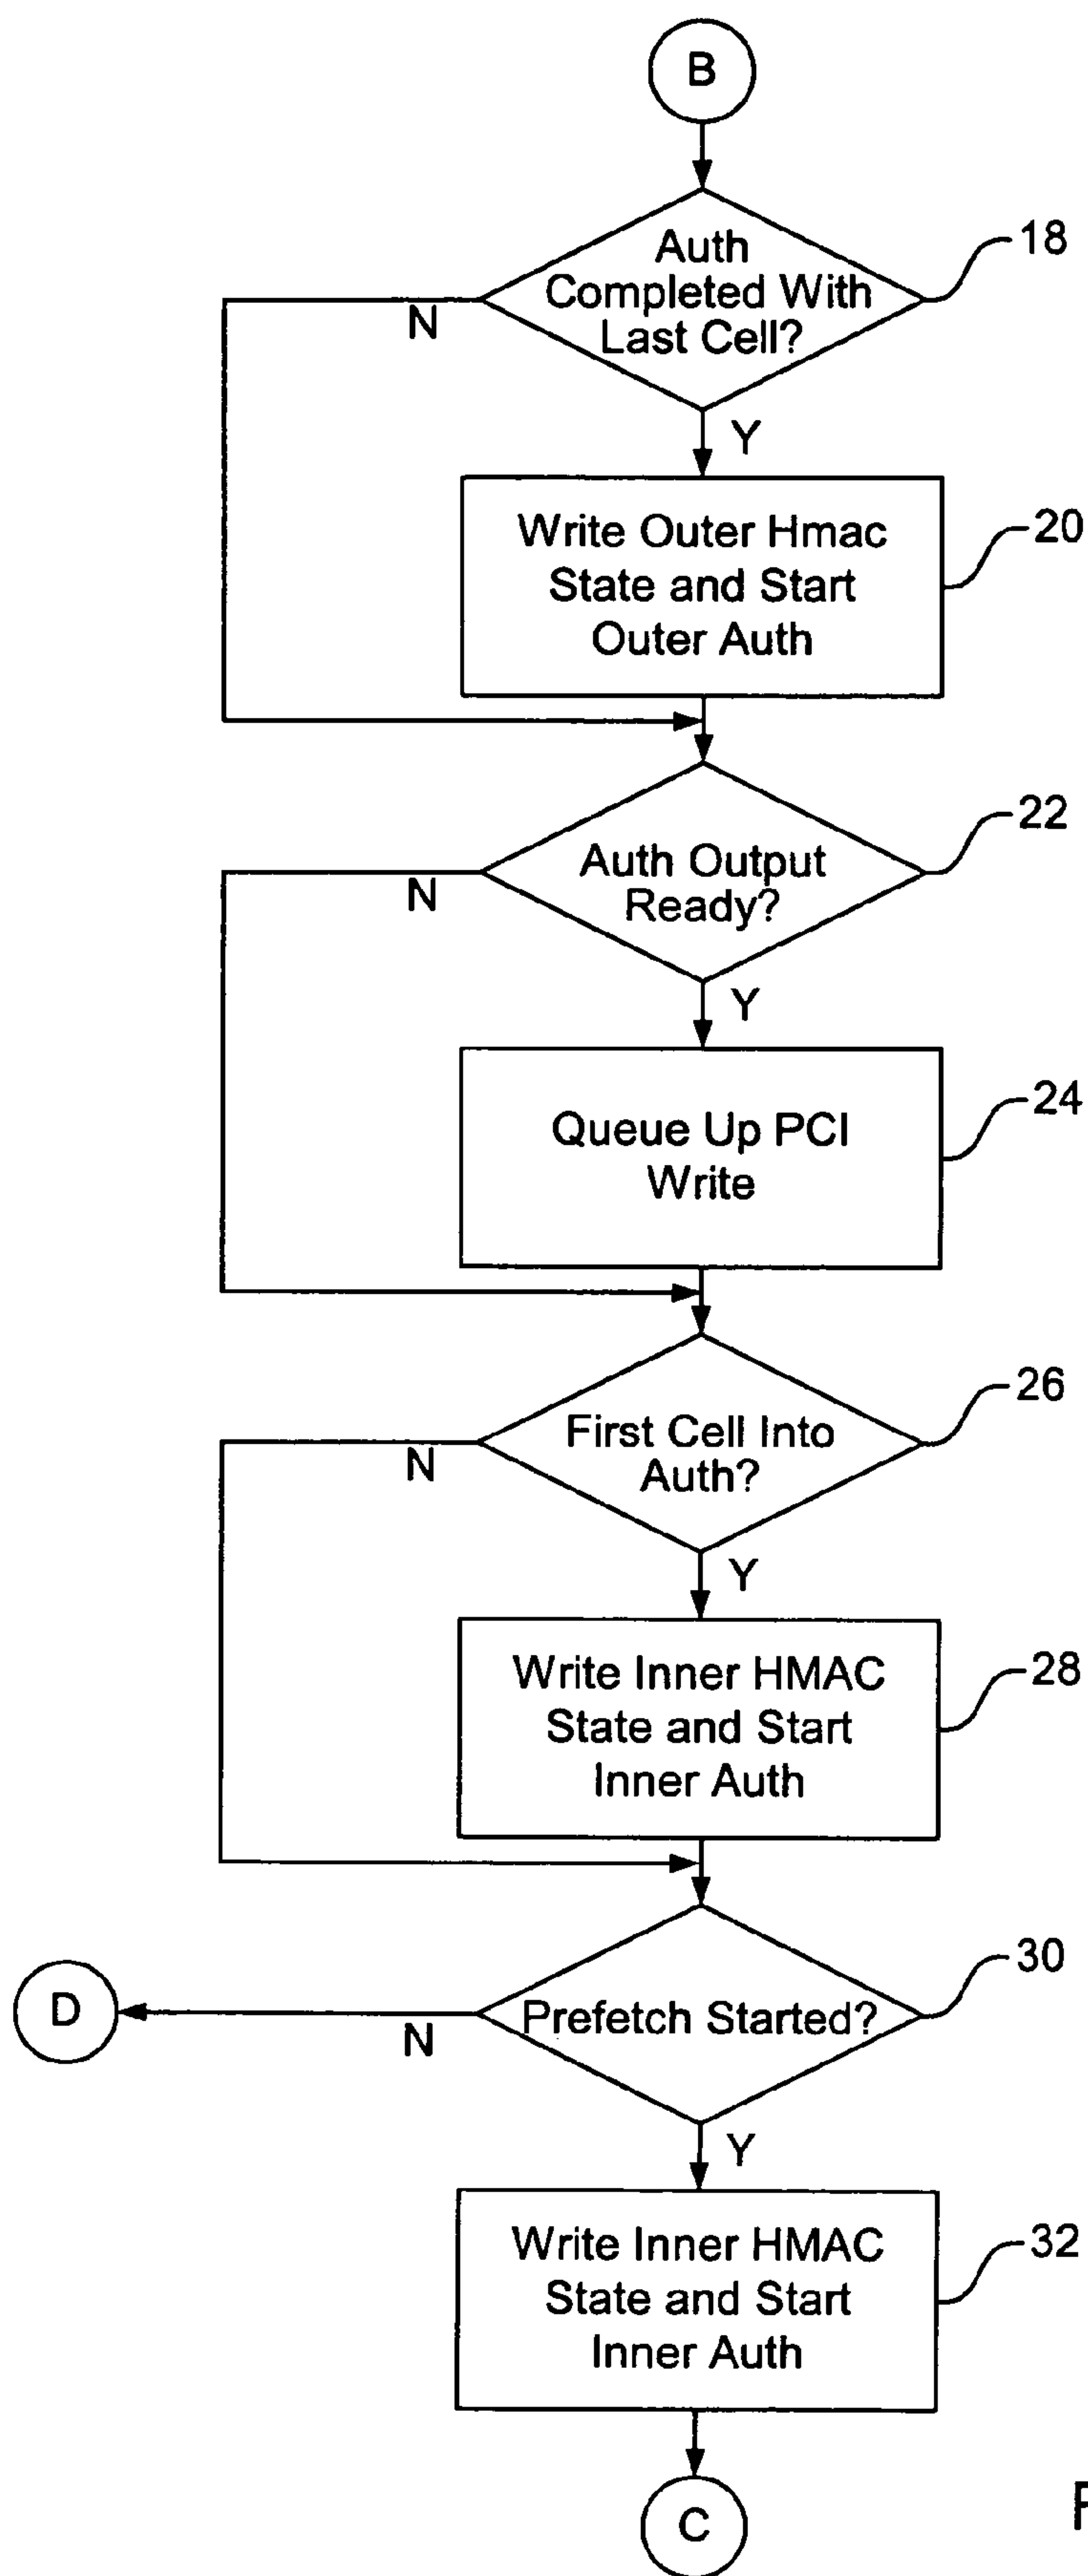 B
Auth
Completed With
Last Cell?
18
N
Y
Write Outer Hmac
State and Start
Outer Auth
20
Auth Output
Ready?
22
N
Y
Queue Up PCI
Write
24
First Cell Into
Auth?
26
N
Y
Write Inner HMAC
State and Start
Inner Auth
28
Prefetch Started?
30
D
N
Y
Write Inner HMAC
State and Start
Inner Auth
32
C